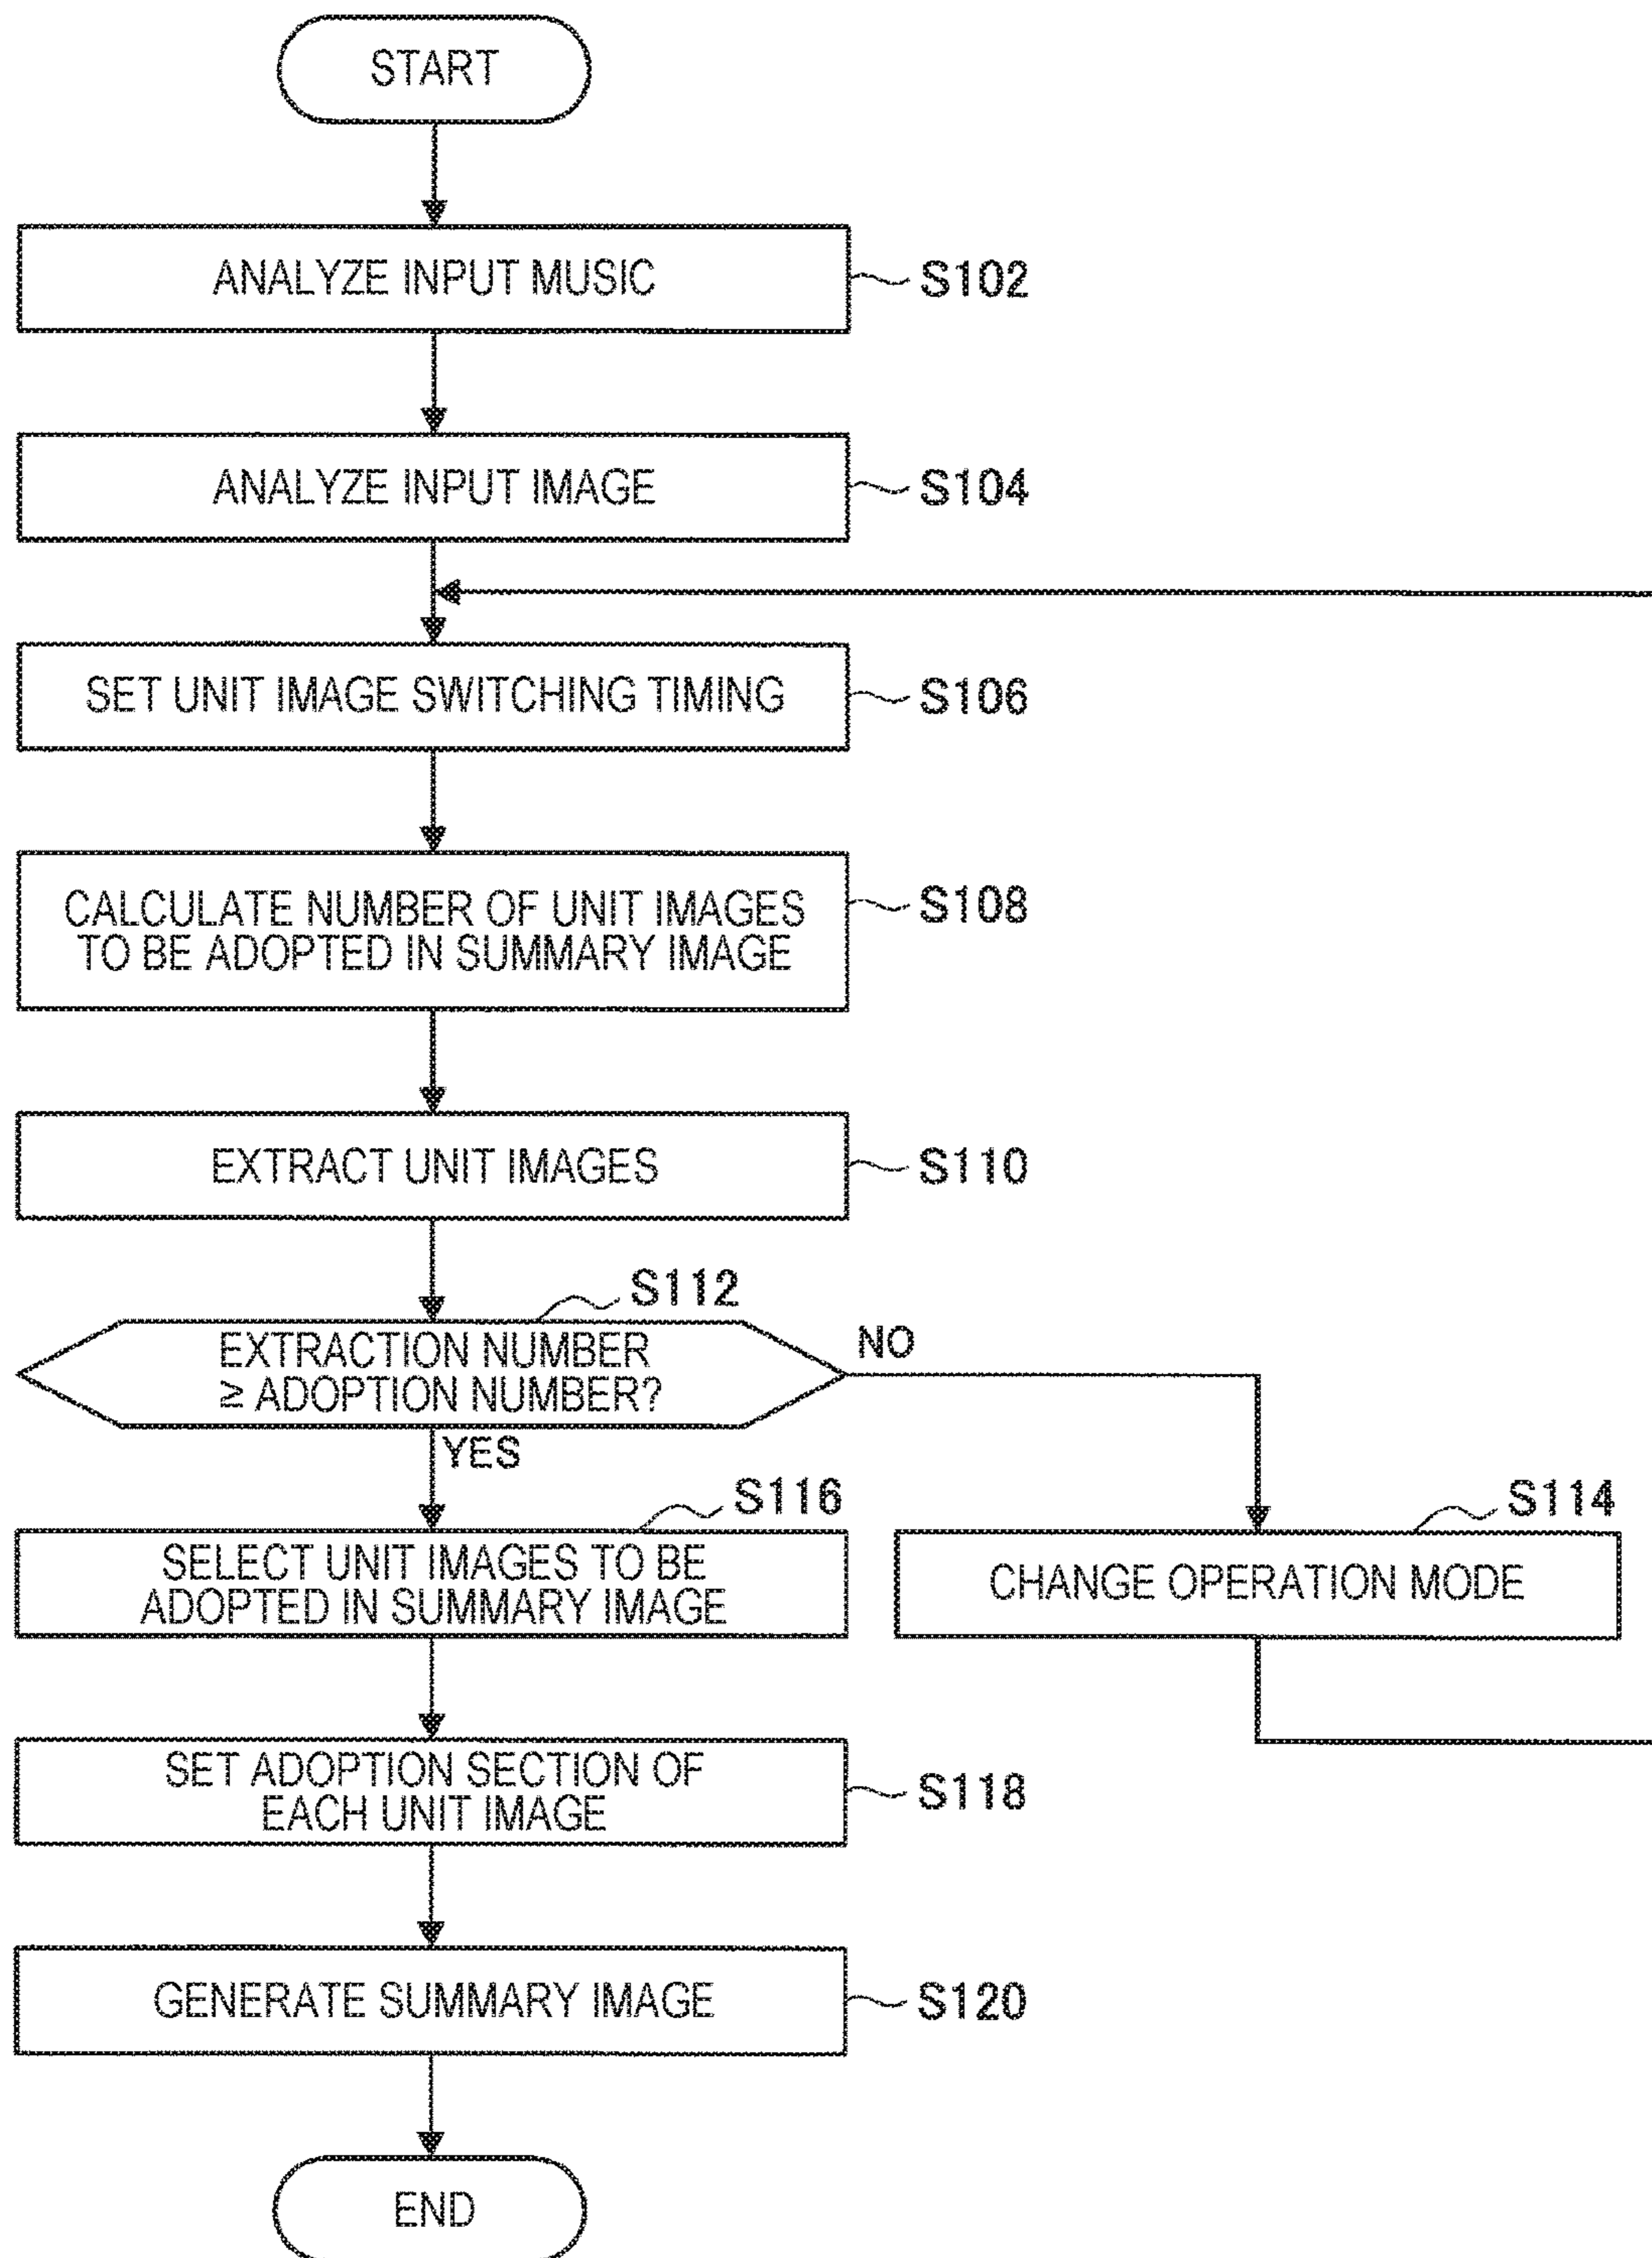 START
ANALYZE INPUT MUSIC
S102
ANALYZE INPUT IMAGE
S104
SET UNIT IMAGE SWITCHING TIMING
S106
CALCULATE NUMBER OF UNIT IMAGES
TO BE ADOPTED IN SUMMARY IMAGE
S108
EXTRACT UNIT IMAGES
S110
S112
EXTRACTION NUMBER
≥ ADOPTION NUMBER?
NO
YES
S116
SELECT UNIT IMAGES TO BE
ADOPTED IN SUMMARY IMAGE
S114
CHANGE OPERATION MODE
SET ADOPTION SECTION OF
EACH UNIT IMAGE
S118
GENERATE SUMMARY IMAGE
S120
END